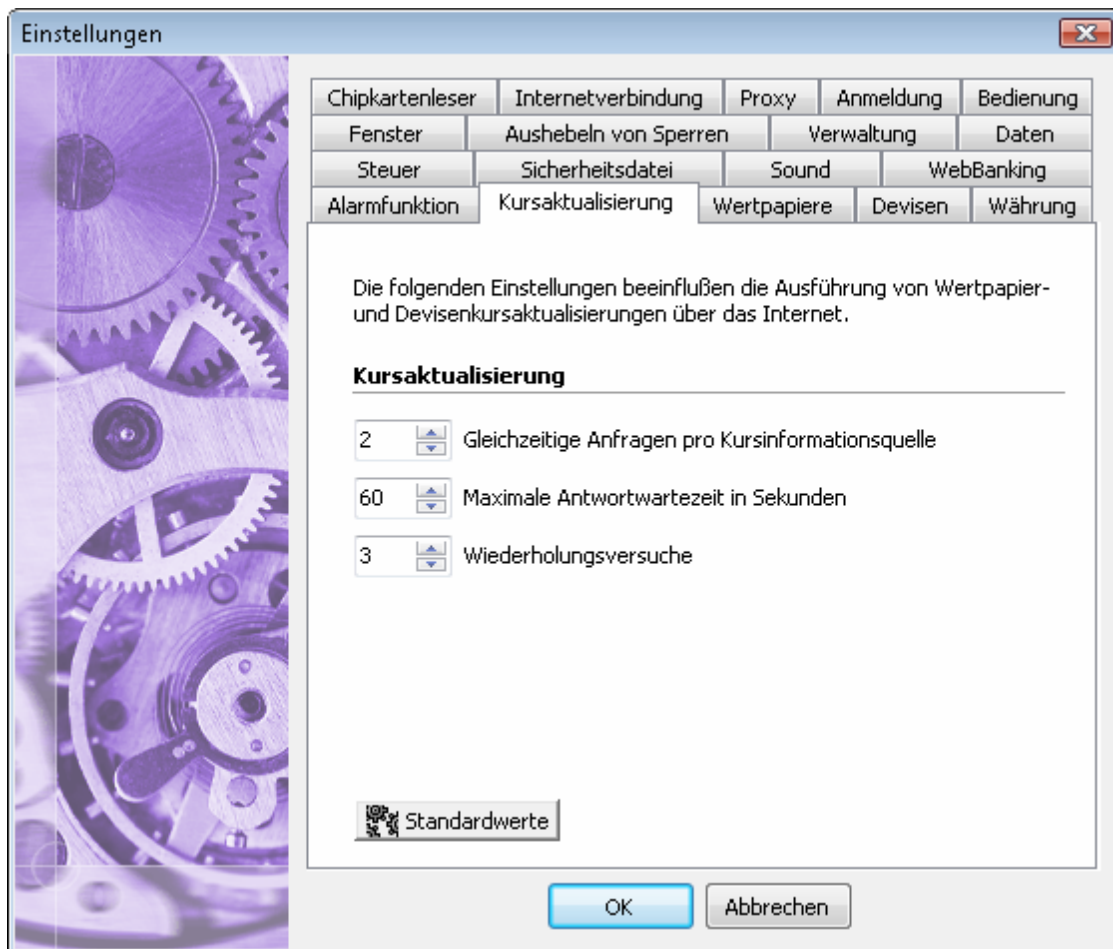 Einstellungen
Chipkartenleser Internetverbindung Proxy Anmeldung Bedienung
Fenster Aushebeln von Sperren Verwaltung Daten
Steuer Sicherheitsdatei Sound WebBanking
Alarmfunktion Kursaktualisierung Wertpapiere Devisen Währung
Die folgenden Einstellungen beeinflußen die Ausführung von Wertpapier-
und Devisenkursaktualisierungen über das Internet.
Kursaktualisierung
2 Gleichzeitige Anfragen pro Kursinformationsquelle
60 Maximale Antwortwartezeit in Sekunden
3 Wiederholungsversuche
Standardwerte
OK Abbrechen